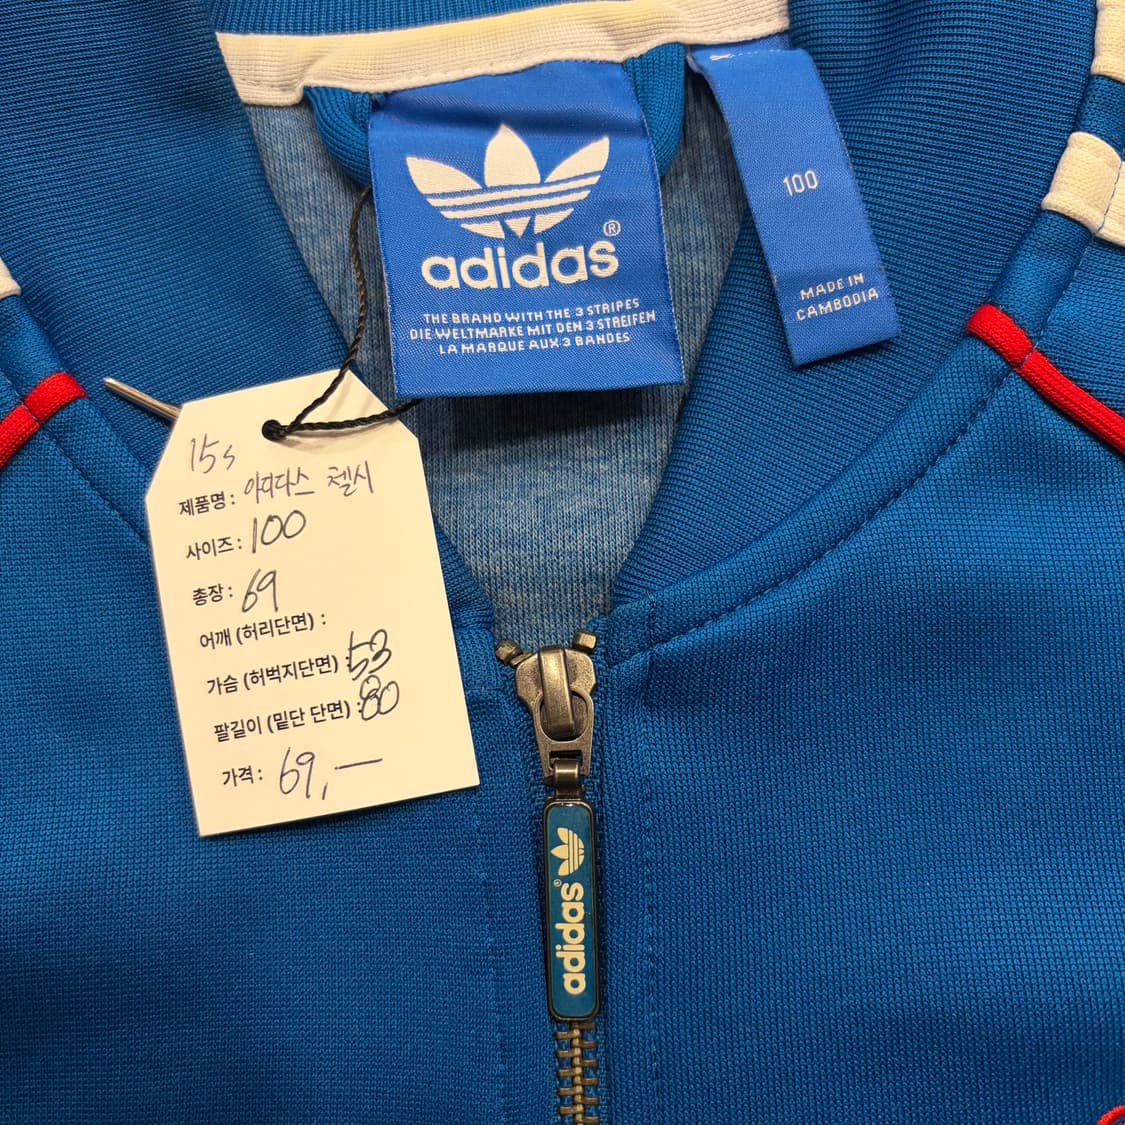 adidas®
THE BRAND WITH THE 3 STRIPES
DIE WELTMARKE MIT DEN 3 STREIFEN
LA MARQUE AUX 3 BANDES
100
MADE IN
CAMBODIA
15s
제품명: 아디다스 첼시
사이즈: 100
총장: 69
어깨 (허리단면) :
가슴 (허벅지단면) : 53
팔길이 (밑단 단면) : 80
가격: 69,—
adidas®